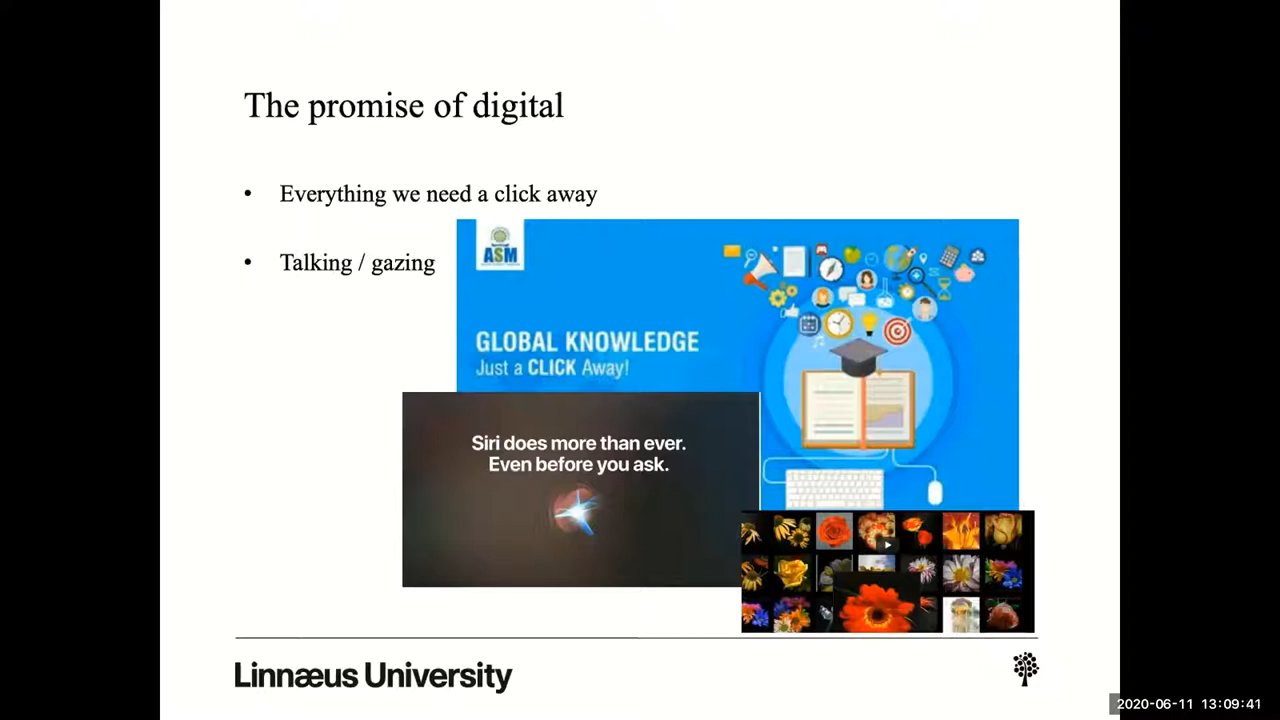 The promise of digital
• Everything we need a click away
• Talking / gazing
ASM
GLOBAL KNOWLEDGE
Just a CLICK Away!
Siri does more than ever.
Even before you ask.
Linnæus University
2020-06-11 13:09:41